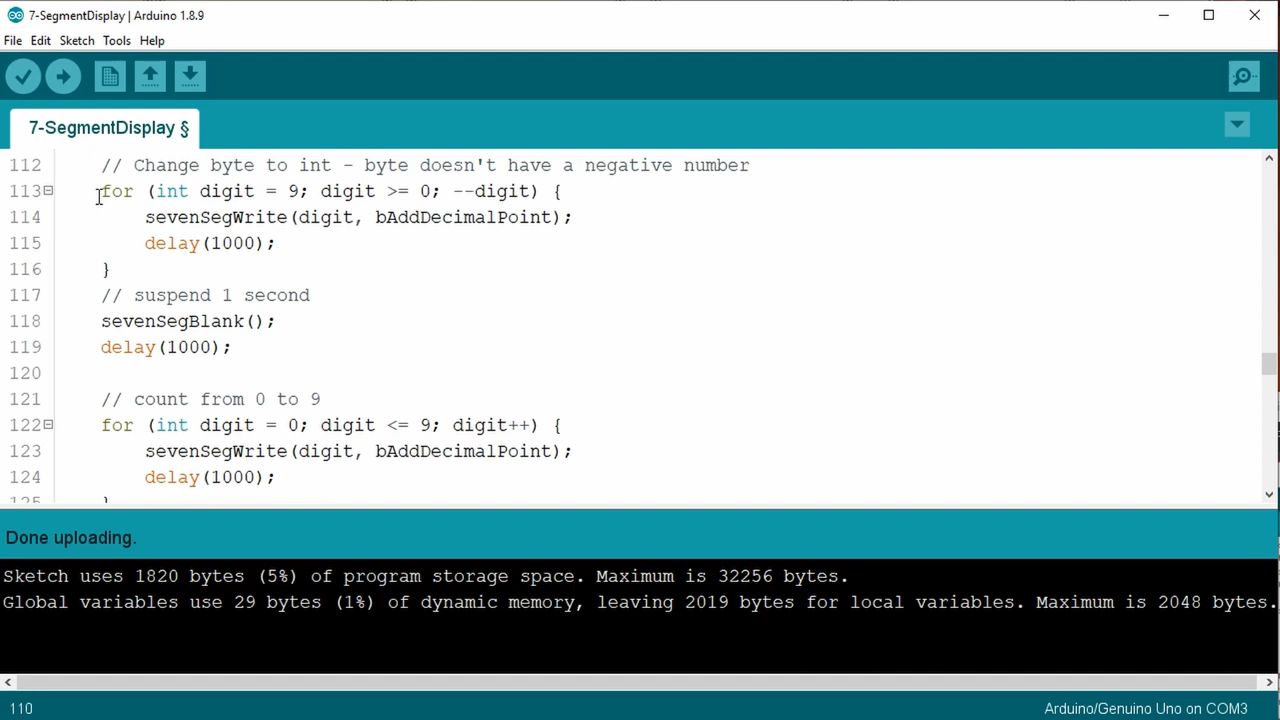 7-SegmentDisplay | Arduino 1.8.9
File Edit Sketch Tools Help
7-SegmentDisplay §
112 // Change byte to int - byte doesn't have a negative number
113 for (int digit = 9; digit >= 0; --digit) {
114 sevenSegWrite(digit, bAddDecimalPoint);
115 delay(1000);
116 }
117 // suspend 1 second
118 sevenSegBlank();
119 delay(1000);
120
121 // count from 0 to 9
122 for (int digit = 0; digit <= 9; digit++) {
123 sevenSegWrite(digit, bAddDecimalPoint);
124 delay(1000);
125 }
Done uploading.
Sketch uses 1820 bytes (5%) of program storage space. Maximum is 32256 bytes.
Global variables use 29 bytes (1%) of dynamic memory, leaving 2019 bytes for local variables. Maximum is 2048 bytes.
110 Arduino/Genuino Uno on COM3